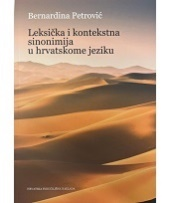 Bernardina Petrović
Leksička i kontekstna
sinonimija
u hrvatskome jeziku